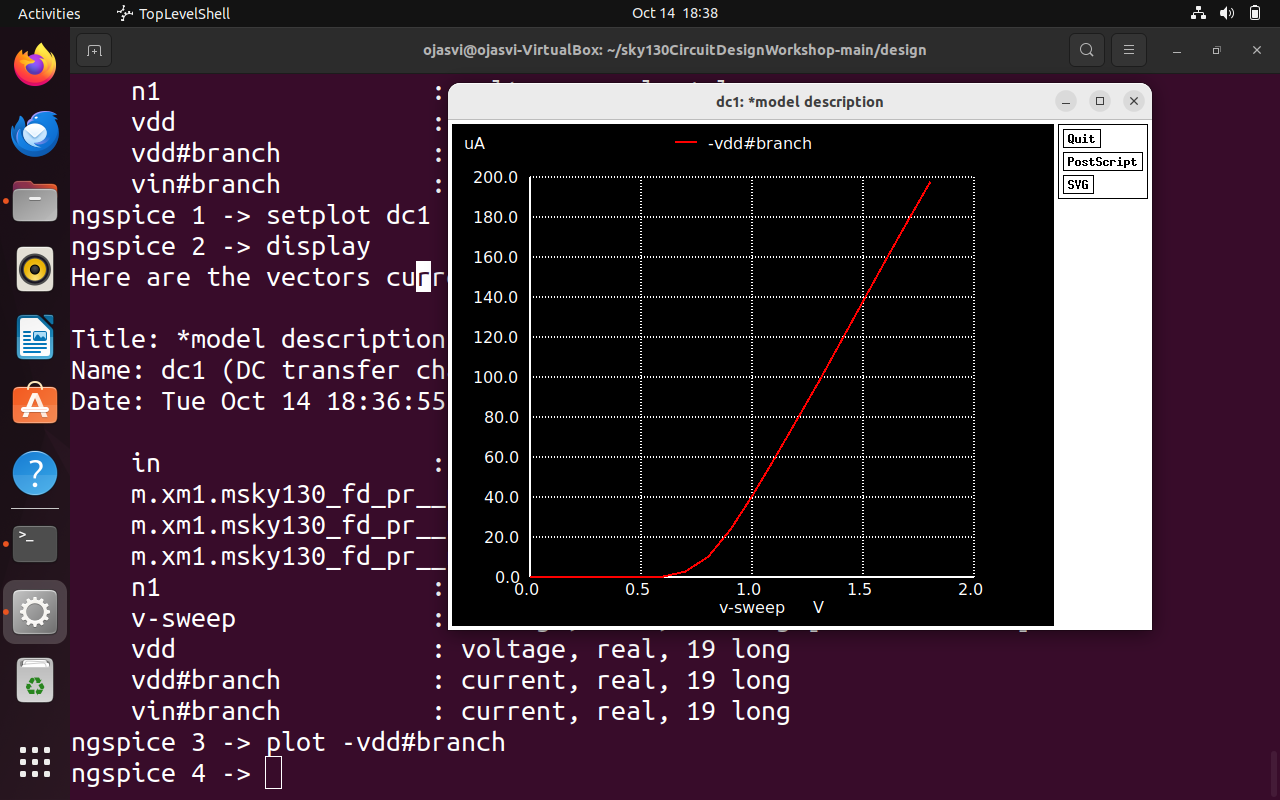 Activities TopLevelShell Oct 14 18:38
ojasvi@ojasvi-VirtualBox: ~/sky130CircuitDesignWorkshop-main/design
n1 :
vdd :
vdd#branch :
vin#branch :
ngspice 1 -> setplot dc1
ngspice 2 -> display
Here are the vectors curr
Title: *model description
Name: dc1 (DC transfer ch
Date: Tue Oct 14 18:36:55
in :
m.xm1.msky130_fd_pr__
m.xm1.msky130_fd_pr__
m.xm1.msky130_fd_pr__
n1 :
v-sweep :
vdd : voltage, real, 19 long
vdd#branch : current, real, 19 long
vin#branch : current, real, 19 long
ngspice 3 -> plot -vdd#branch
ngspice 4 ->
dc1: *model description
uA -vdd#branch
200.0
180.0
160.0
140.0
120.0
100.0
80.0
60.0
40.0
20.0
0.0
0.0 0.5 1.0 1.5 2.0
v-sweep V
Quit
PostScript
SVG